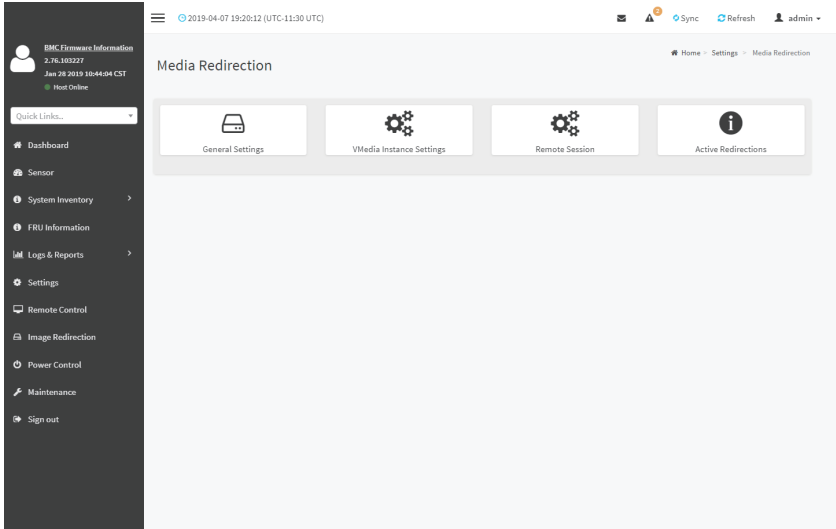 2019-04-07 19:20:12 (UTC-11:30 UTC)
2
Sync
Refresh
admin
BMC Firmware Information
2.76.103227
Jan 28 2019 10:44:04 CST
Host Online
Quick Links..
Dashboard
Sensor
System Inventory
FRU Information
Logs & Reports
Settings
Remote Control
Image Redirection
Power Control
Maintenance
Sign out
Media Redirection
Home > Settings > Media Redirection
General Settings
VMedia Instance Settings
Remote Session
Active Redirections